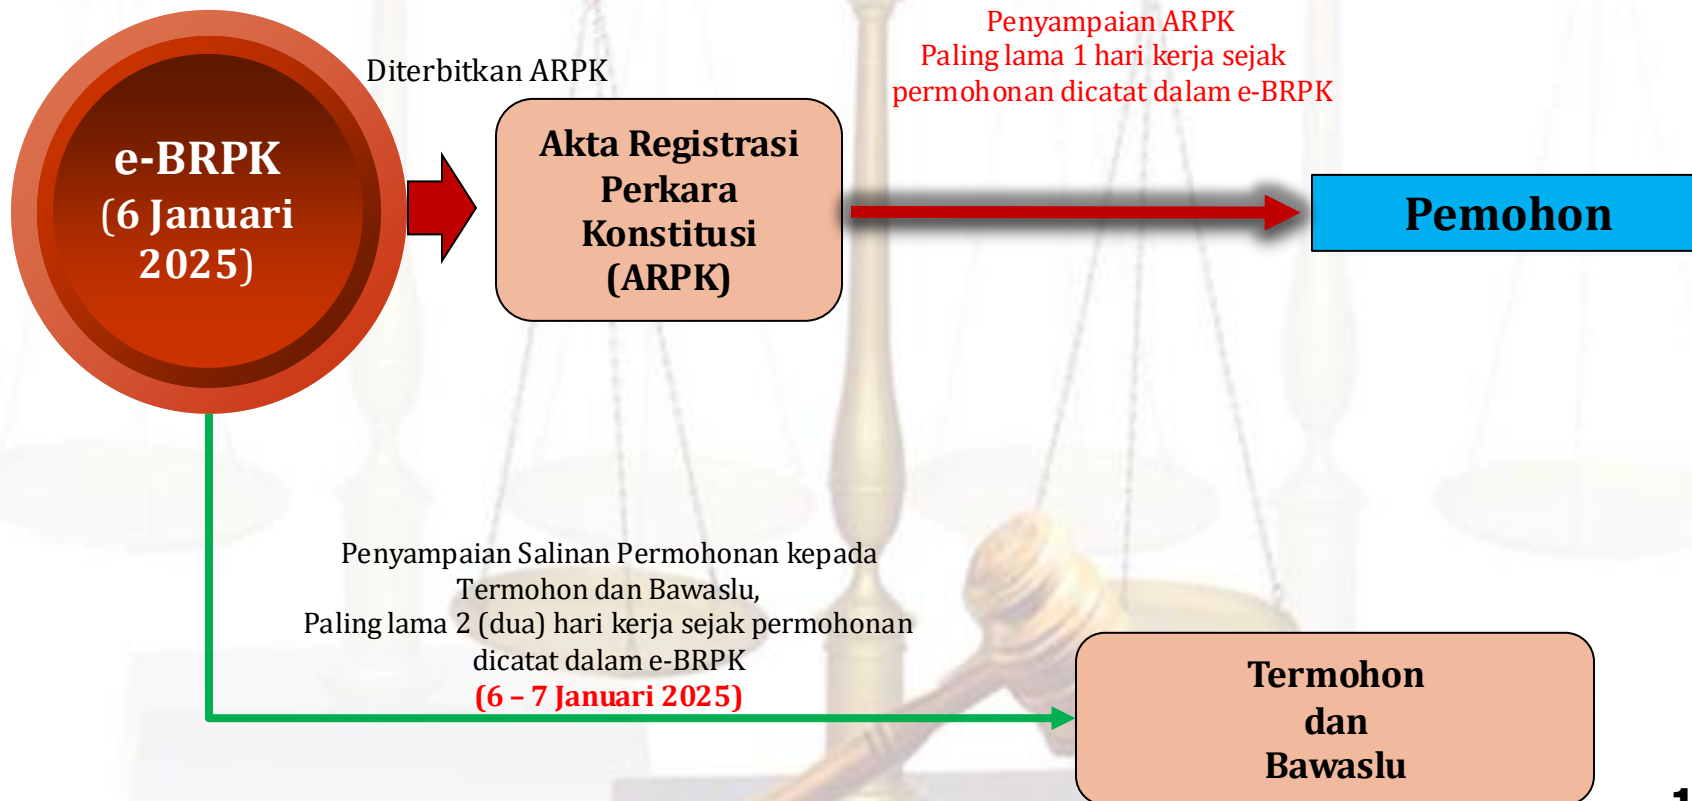 e-BRPK
(6 Januari
2025)
Diterbitkan ARPK
Akta Registrasi
Perkara
Konstitusi
(ARPK)
Penyampaian ARPK
Paling lama 1 hari kerja sejak
permohonan dicatat dalam e-BRPK
Pemohon
Penyampaian Salinan Permohonan kepada
Termohon dan Bawaslu,
Paling lama 2 (dua) hari kerja sejak permohonan
dicatat dalam e-BRPK
(6 – 7 Januari 2025)
Termohon
dan
Bawaslu